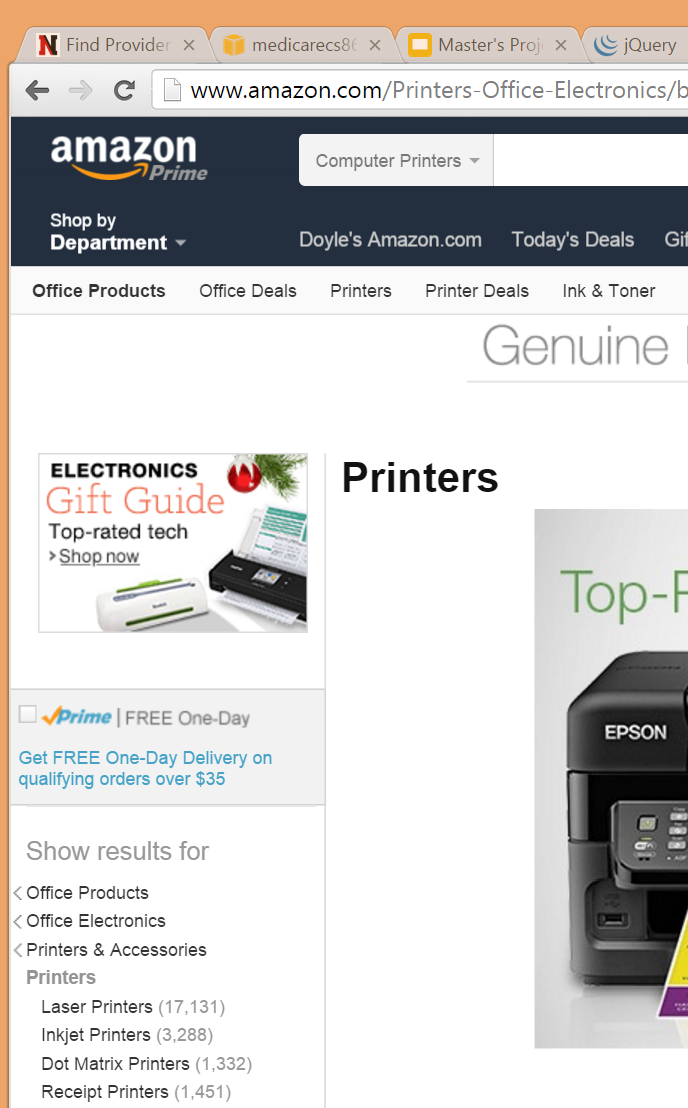 Find Provider
medicarecs86
Master's Proj
jQuery
www.amazon.com/Printers-Office-Electronics/b
amazon
Prime
Computer Printers
Shop by
Department
Doyle's Amazon.com Today's Deals Gif
Office Products Office Deals Printers Printer Deals Ink & Toner
Genuine
ELECTRONICS
Gift Guide
Top-rated tech
Shop now
Printers
Top-R
EPSON
Prime | FREE One-Day
Get FREE One-Day Delivery on
qualifying orders over $35
Show results for
Office Products
Office Electronics
Printers & Accessories
Printers
Laser Printers (17,131)
Inkjet Printers (3,288)
Dot Matrix Printers (1,332)
Receipt Printers (1,451)